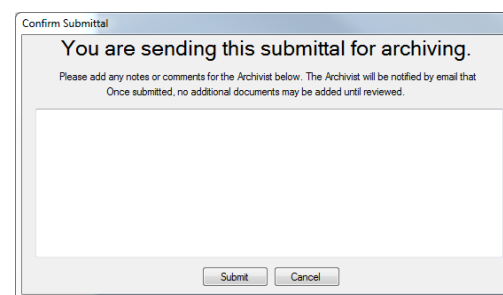 Confirm Submittal
You are sending this submittal for archiving.
Please add any notes or comments for the Archivist below. The Archivist will be notified by email that
Once submitted, no additional documents may be added until reviewed.
Submit Cancel